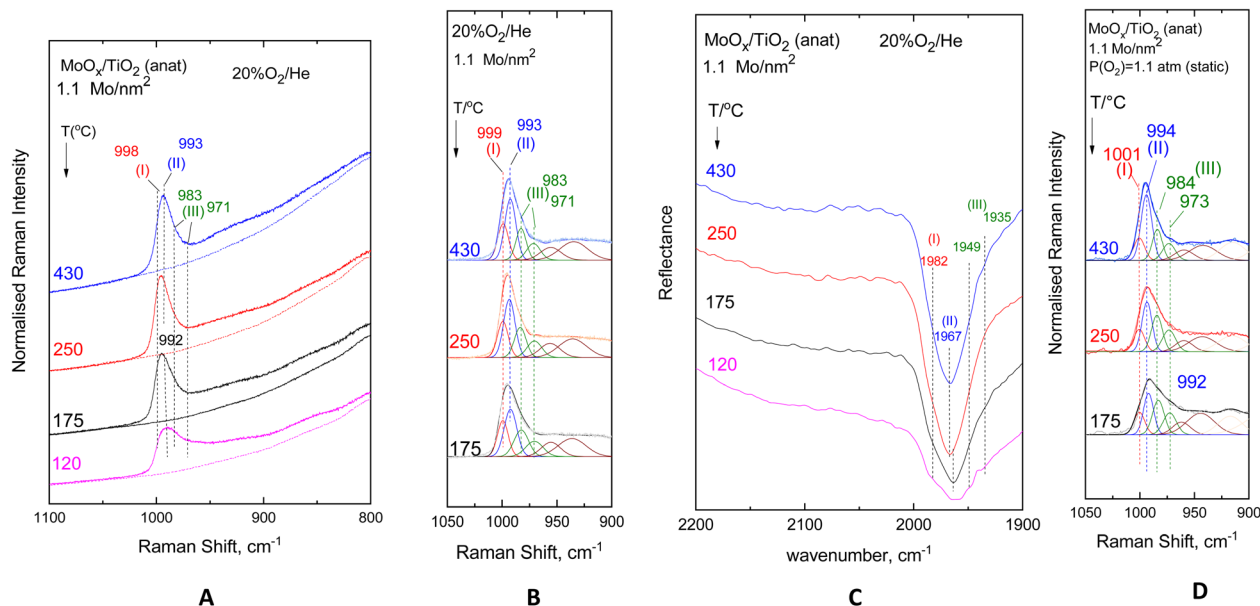 MoOx/TiO2 (anat)
20%O2/He
1.1 Mo/nm2
T(oC)
998
(I)
993
(II)
983
(III) 971
430
250
992
175
120
Normalised Raman Intensity
1100 1000 900 800
Raman Shift, cm-1
A
20%O2/He
1.1 Mo/nm2
T/°C
999
(I)
993
(II)
983
(III)
971
430
250
175
1050 1000 950 900
Raman Shift, cm-1
B
MoOx/TiO2 (anat)
20%O2/He
1.1 Mo/nm2
T/°C
430
250
175
120
(I)
1982
(II)
1967
(III)
1935
1949
Reflectance
2200 2100 2000 1900
wavenumber, cm-1
C
MoOx/TiO2 (anat)
1.1 Mo/nm2
P(O2)=1.1 atm (static)
T/°C
994
1001
(II)
(I)
984 (III)
973
430
250
992
175
Normalised Raman Intensity
1050 1000 950 900
Raman Shift, cm-1
D